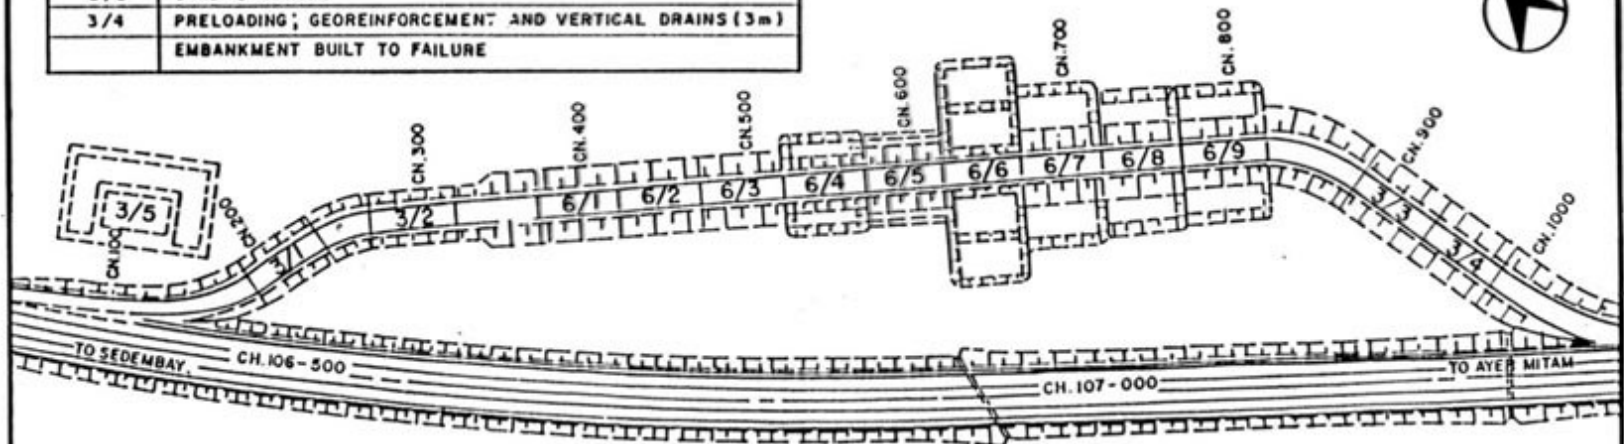 3/4 PRELOADING; GEOREINFORCEMENT AND VERTICAL DRAINS (3m)
EMBANKMENT BUILT TO FAILURE
CN.100
CN.200
CN.300
CN.400
CN.500
CN.600
CN.700
CN.800
CN.900
CN.1000
3/5
3/1
3/2
6/1
6/2
6/3
6/4
6/5
6/6
6/7
6/8
6/9
3/3
3/4
TO SEDEMBAY.
CH.106-500
CH.107-000
TO AYER MITAM